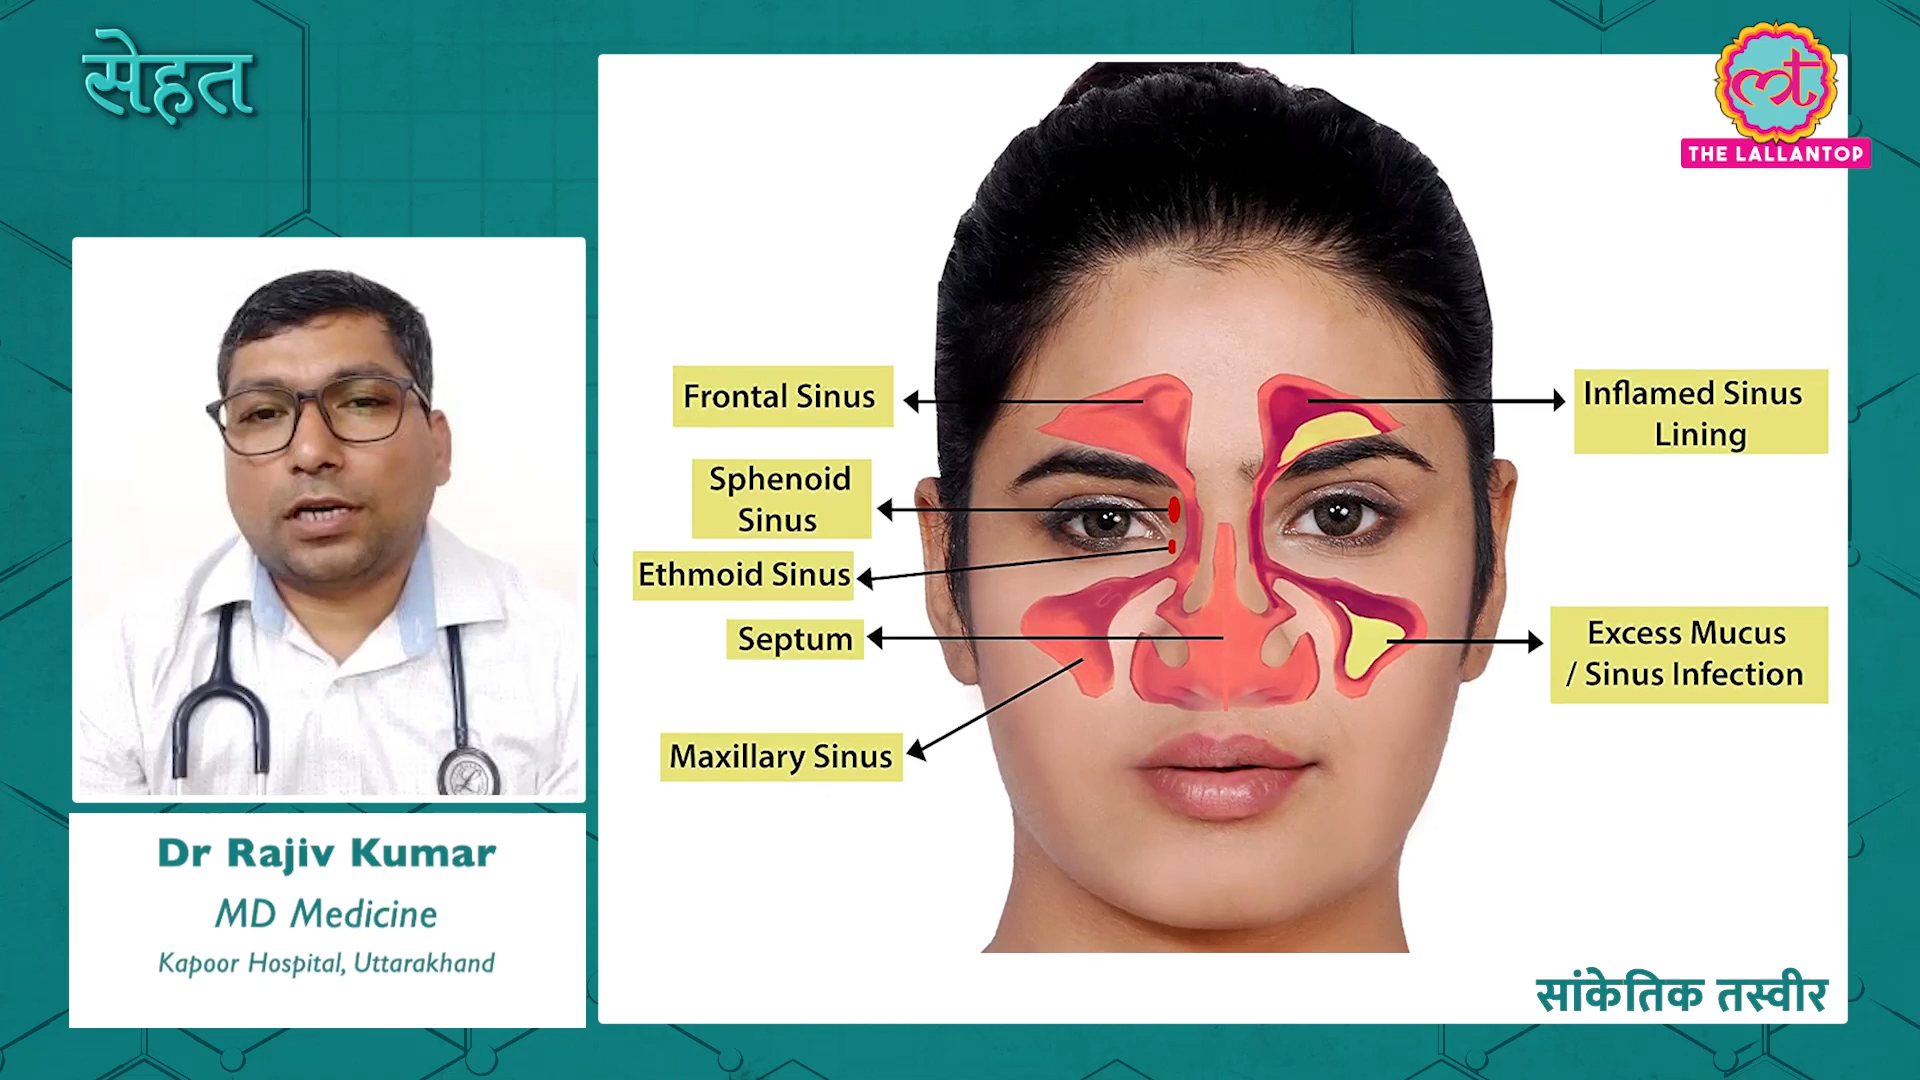 सेहत
THE LALLANTOP
Frontal Sinus
Sphenoid
Sinus
Ethmoid Sinus
Septum
Maxillary Sinus
Inflamed Sinus
Lining
Excess Mucus
/ Sinus Infection
Dr Rajiv Kumar
MD Medicine
Kapoor Hospital, Uttarakhand
सांकेतिक तस्वीर